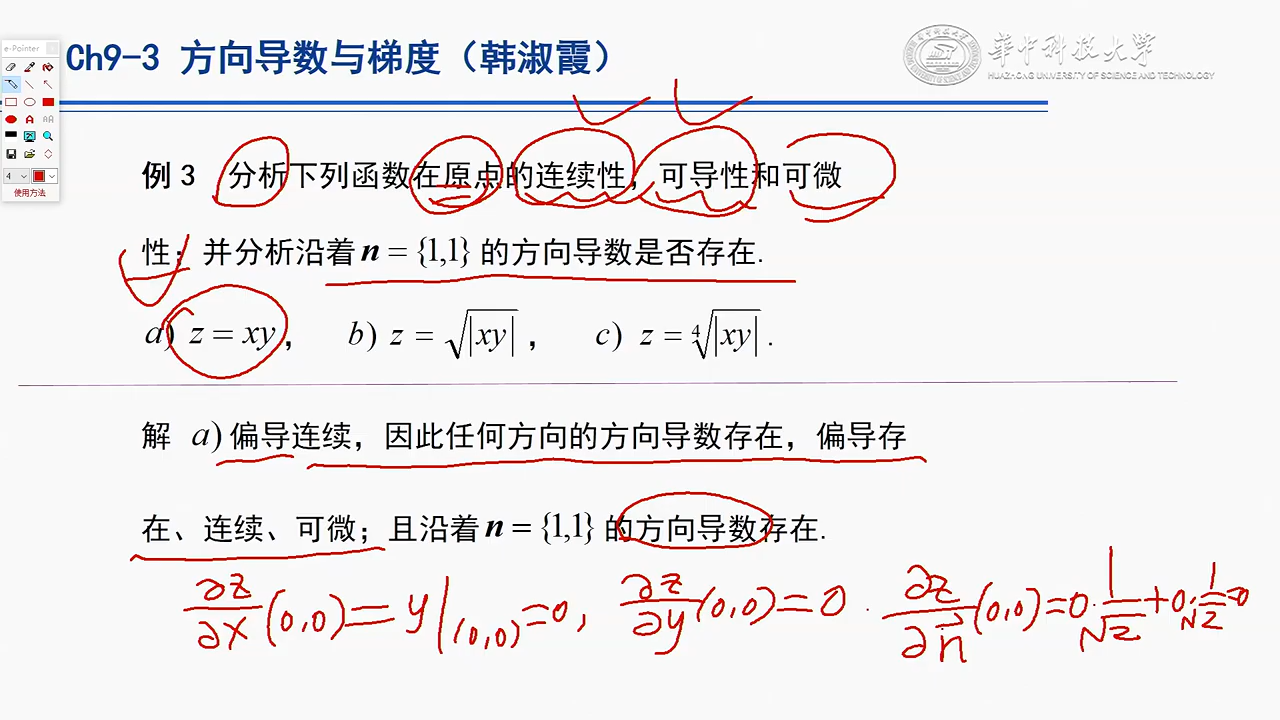 e-Pointer
Ch9-3 方向导数与梯度（韩淑霞）
华中科技大学
HUAZHONG UNIVERSITY OF SCIENCE AND TECHNOLOGY
4
使用方法
例 3 分析下列函数在原点的连续性，可导性和可微
性；并分析沿着 n = {1,1} 的方向导数是否存在.
a) z = xy ， b) z = √|xy| ， c) z = ∜|xy| .
解 a) 偏导连续，因此任何方向的方向导数存在，偏导存
在、连续、可微；且沿着 n = {1,1} 的方向导数存在.
∂z/∂x (0,0) = y|(0,0) = 0, ∂z/∂y (0,0) = 0 . ∂z/∂n⃗ (0,0) = 0·1/√2 + 0·1/√2 = 0